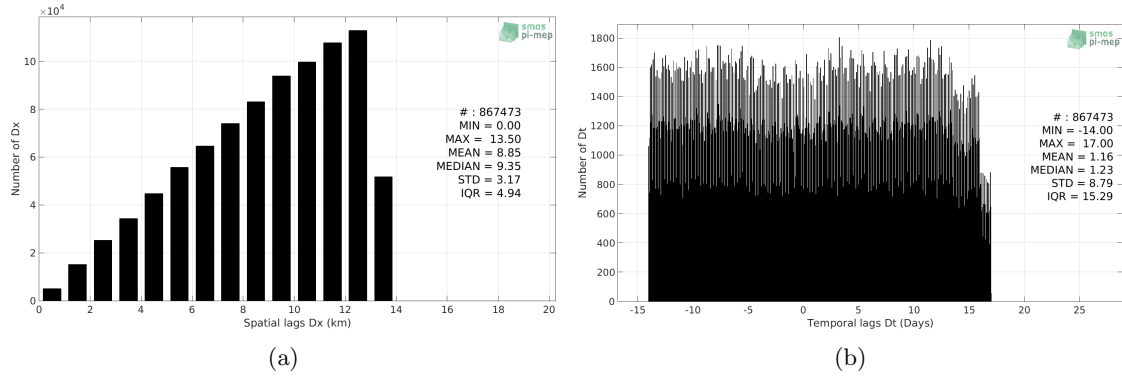 ×10⁴
10
8
6
4
2
0
Number of Dx
0 2 4 6 8 10 12 14 16 18 20
Spatial lags Dx (km)
smos
pi-mep
# : 867473
MIN = 0.00
MAX = 13.50
MEAN = 8.85
MEDIAN = 9.35
STD = 3.17
IQR = 4.94
(a)
1800
1600
1400
1200
1000
800
600
400
200
0
Number of Dt
-15 -10 -5 0 5 10 15 20 25
Temporal lags Dt (Days)
smos
pi-mep
# : 867473
MIN = -14.00
MAX = 17.00
MEAN = 1.16
MEDIAN = 1.23
STD = 8.79
IQR = 15.29
(b)